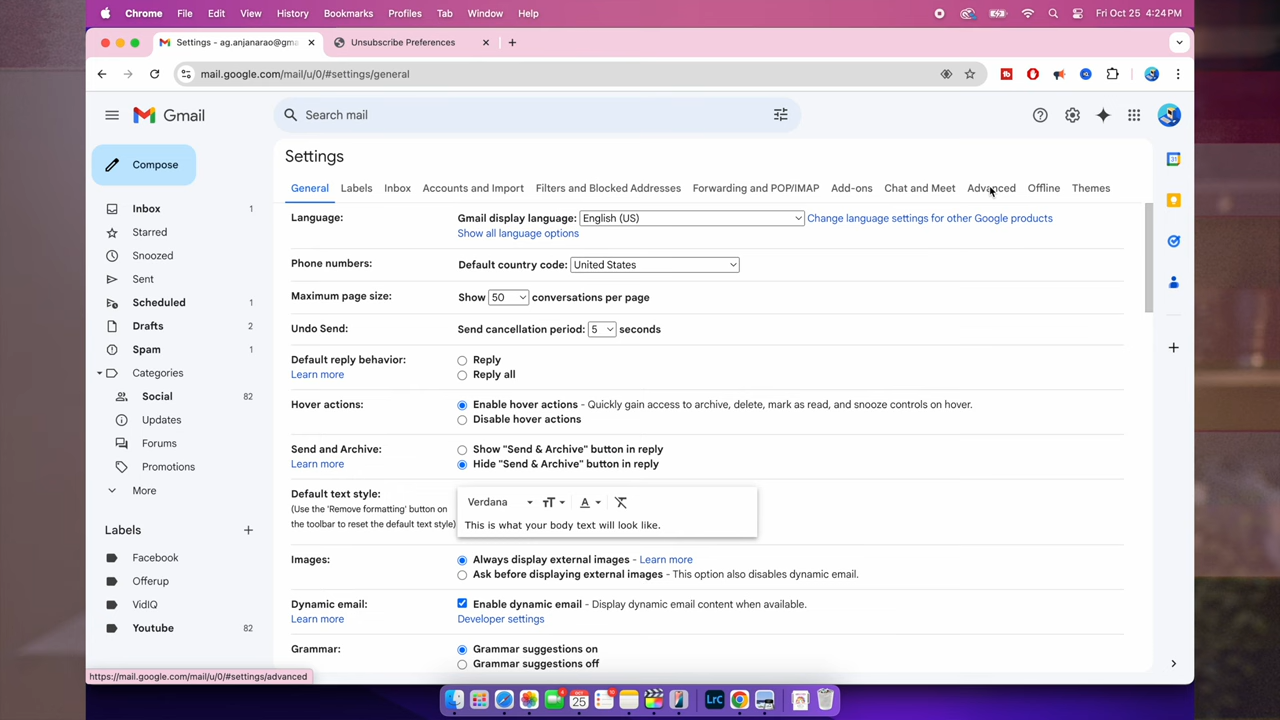 Chrome File Edit View History Bookmarks Profiles Tab Window Help Fri Oct 25 4:24 PM
Settings - ag.anjanarao@gma Unsubscribe Preferences
mail.google.com/mail/u/0/#settings/general
Gmail Search mail
Compose
Inbox 1
Starred
Snoozed
Sent
Scheduled 1
Drafts 2
Spam 1
Categories
Social 82
Updates
Forums
Promotions
More
Labels
Facebook
Offerup
VidIQ
Youtube 82
Settings
General Labels Inbox Accounts and Import Filters and Blocked Addresses Forwarding and POP/IMAP Add-ons Chat and Meet Advanced Offline Themes
Language: Gmail display language: English (US) Change language settings for other Google products
Show all language options
Phone numbers: Default country code: United States
Maximum page size: Show 50 conversations per page
Undo Send: Send cancellation period: 5 seconds
Default reply behavior: Reply
Learn more Reply all
Hover actions: Enable hover actions - Quickly gain access to archive, delete, mark as read, and snooze controls on hover.
Disable hover actions
Send and Archive: Show "Send & Archive" button in reply
Learn more Hide "Send & Archive" button in reply
Default text style: Verdana
(Use the 'Remove formatting' button on
the toolbar to reset the default text style)
This is what your body text will look like.
Images: Always display external images - Learn more
Ask before displaying external images - This option also disables dynamic email.
Dynamic email: Enable dynamic email - Display dynamic email content when available.
Learn more Developer settings
Grammar: Grammar suggestions on
Grammar suggestions off
https://mail.google.com/mail/u/0/#settings/advanced
OCT
25
LrC